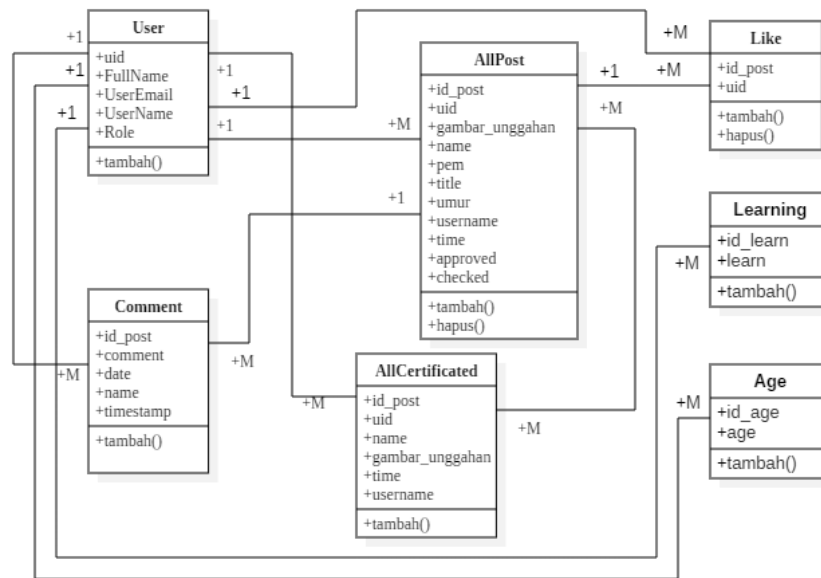 User
+uid
+FullName
+UserEmail
+UserName
+Role
+tambah()
AllPost
+id_post
+uid
+gambar_unggahan
+name
+pem
+title
+umur
+username
+time
+approved
+checked
+tambah()
+hapus()
Like
+id_post
+uid
+tambah()
+hapus()
Learning
+id_learn
+learn
+tambah()
Comment
+id_post
+comment
+date
+name
+timestamp
+tambah()
AllCertificated
+id_post
+uid
+name
+gambar_unggahan
+time
+username
+tambah()
Age
+id_age
+age
+tambah()
+1
+1
+1
+1
+1
+1
+M
+M
+1
+M
+M
+1
+M
+M
+M
+M
+M